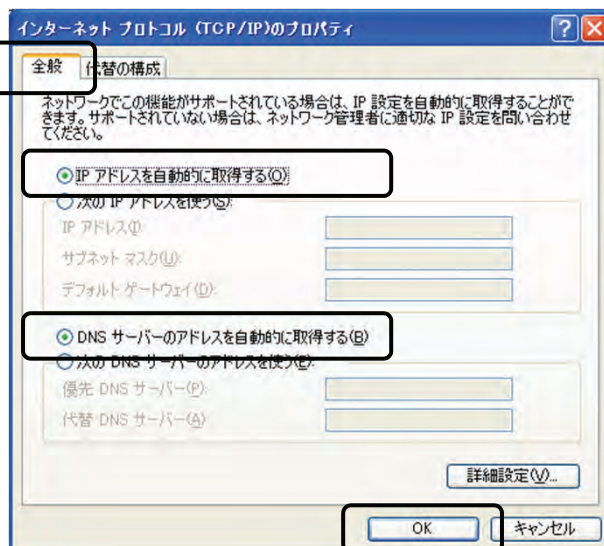 インターネット プロトコル (TCP/IP)のプロパティ
全般 代替の構成
ネットワークでこの機能がサポートされている場合は、IP 設定を自動的に取得することがで
きます。サポートされていない場合は、ネットワーク管理者に適切な IP 設定を問い合わせ
てください。
IP アドレスを自動的に取得する(O)
次の IP アドレスを使う(S):
IP アドレス(I):
サブネット マスク(U):
デフォルト ゲートウェイ(D):
DNS サーバーのアドレスを自動的に取得する(B)
次の DNS サーバーのアドレスを使う(E):
優先 DNS サーバー(P):
代替 DNS サーバー(A):
詳細設定(V)...
OK キャンセル